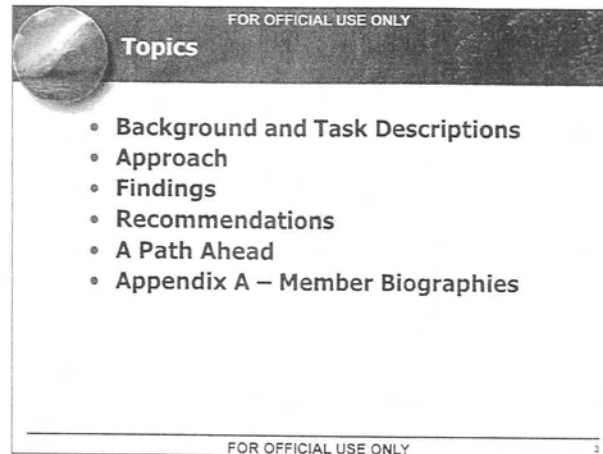 FOR OFFICIAL USE ONLY
Topics
• Background and Task Descriptions
• Approach
• Findings
• Recommendations
• A Path Ahead
• Appendix A – Member Biographies
FOR OFFICIAL USE ONLY
3